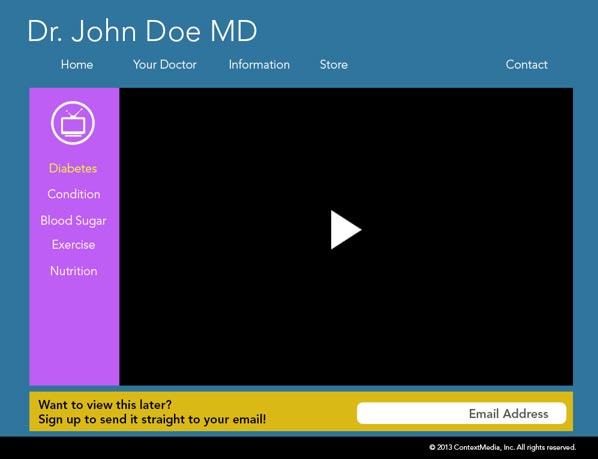 Dr. John Doe MD
Home Your Doctor Information Store Contact
Diabetes
Condition
Blood Sugar
Exercise
Nutrition
Want to view this later?
Sign up to send it straight to your email!
Email Address
© 2013 ContextMedia, Inc. All rights reserved.